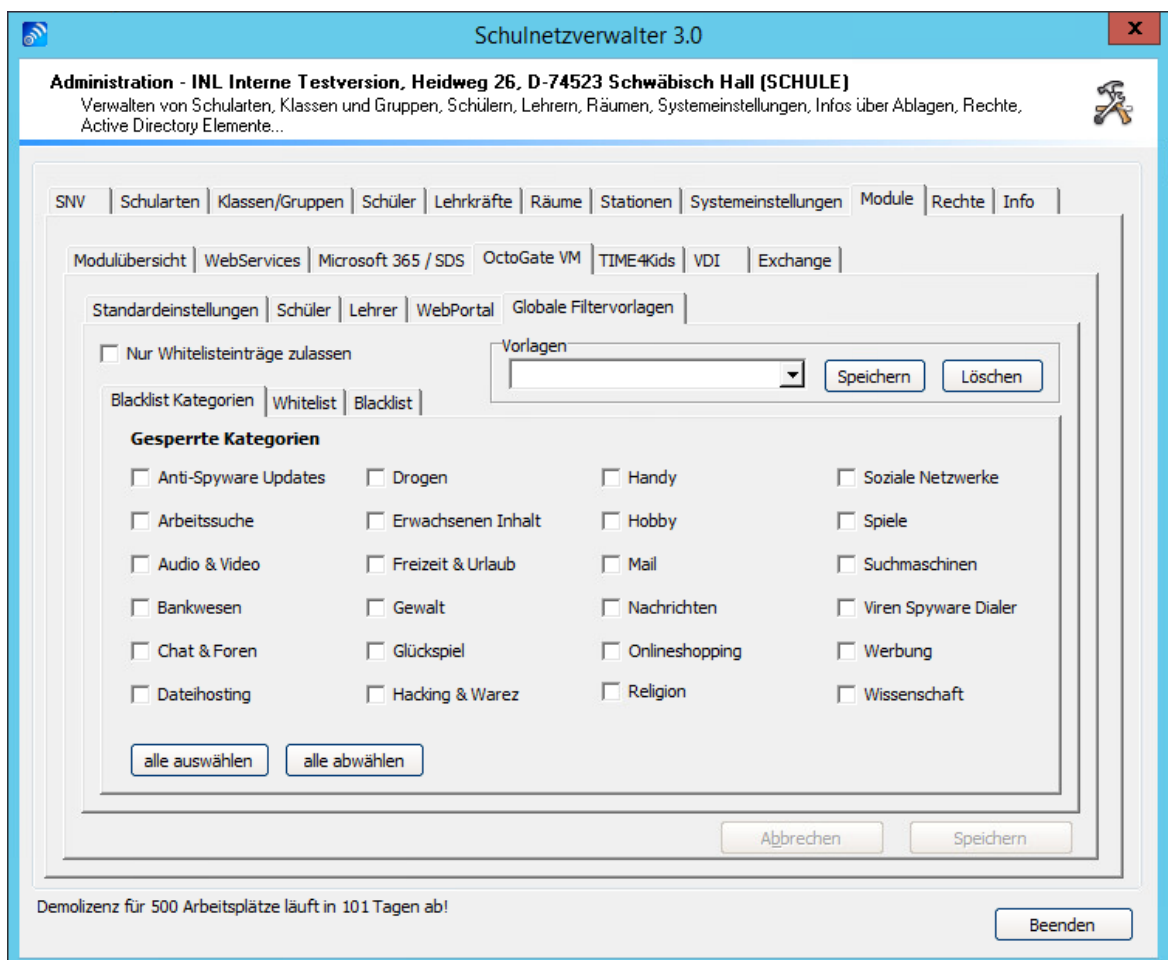 Schulnetzverwalter 3.0
x
Administration - INL Interne Testversion, Heidweg 26, D-74523 Schwäbisch Hall (SCHULE)
Verwalten von Schularten, Klassen und Gruppen, Schülern, Lehrern, Räumen, Systemeinstellungen, Infos über Ablagen, Rechte,
Active Directory Elemente...
SNV Schularten Klassen/Gruppen Schüler Lehrkräfte Räume Stationen Systemeinstellungen Module Rechte Info
Modulübersicht WebServices Microsoft 365 / SDS OctoGate VM TIME4Kids VDI Exchange
Standardeinstellungen Schüler Lehrer WebPortal Globale Filtervorlagen
Nur Whitelisteinträge zulassen
Vorlagen
Speichern Löschen
Blacklist Kategorien Whitelist Blacklist
Gesperrte Kategorien
Anti-Spyware Updates Drogen Handy Soziale Netzwerke
Arbeitssuche Erwachsenen Inhalt Hobby Spiele
Audio & Video Freizeit & Urlaub Mail Suchmaschinen
Bankwesen Gewalt Nachrichten Viren Spyware Dialer
Chat & Foren Glückspiel Onlineshopping Werbung
Dateihosting Hacking & Warez Religion Wissenschaft
alle auswählen alle abwählen
Abbrechen Speichern
Demolizenz für 500 Arbeitsplätze läuft in 101 Tagen ab!
Beenden